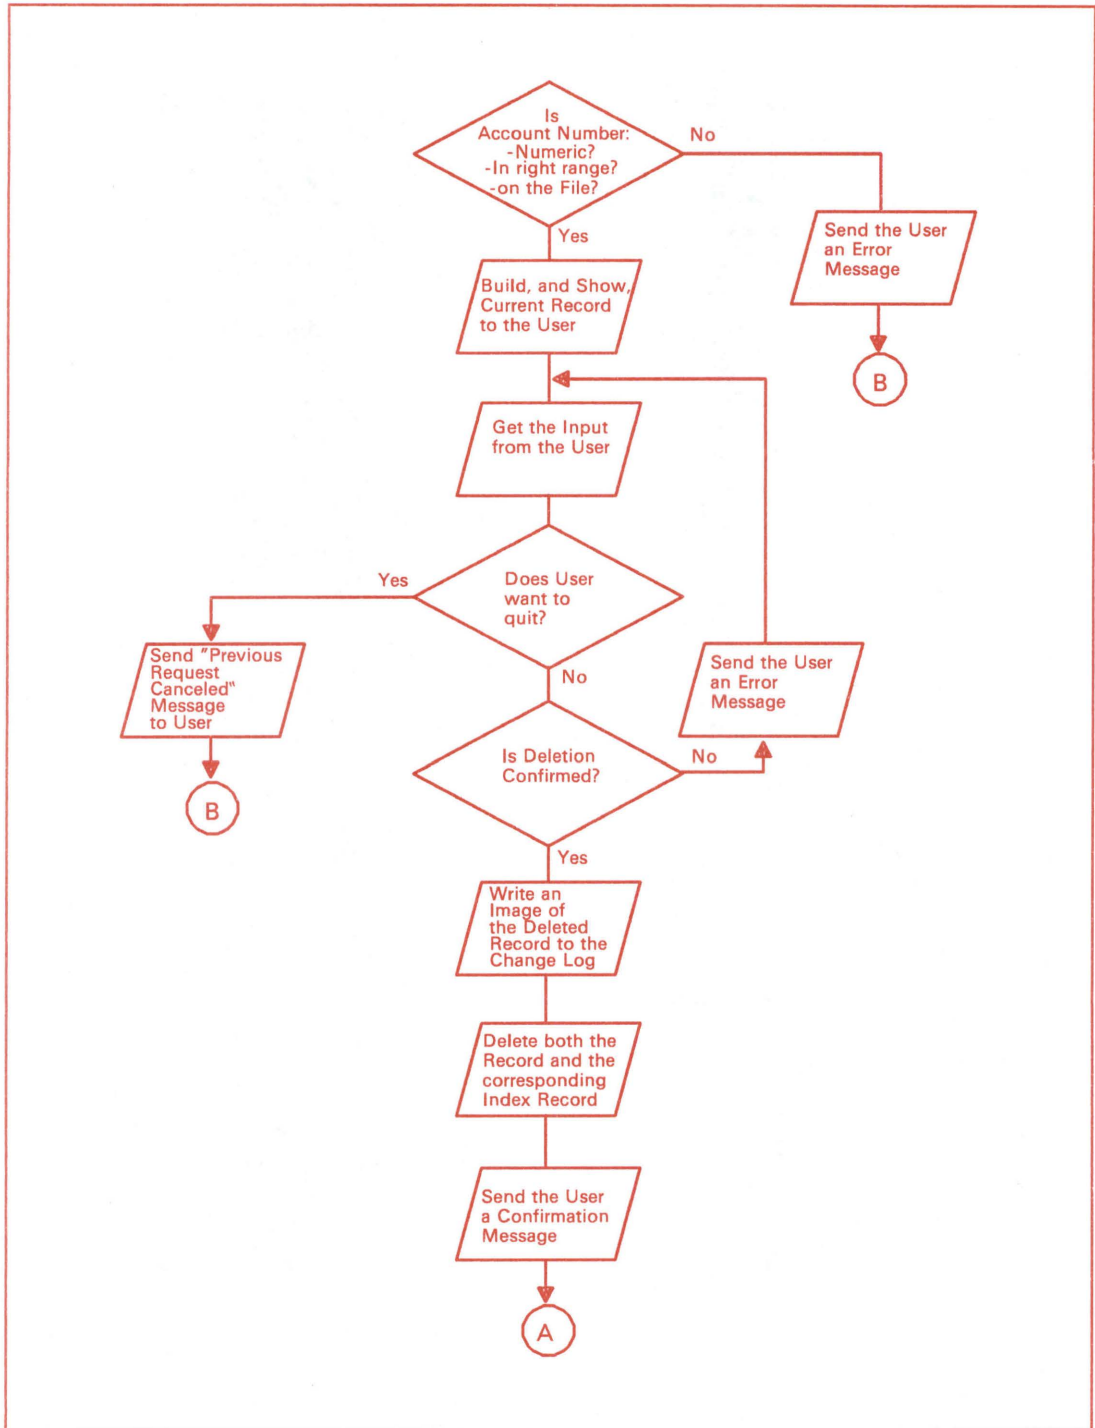 Is
Account Number:
-Numeric?
-In right range?
-on the File?
No
Yes
Send the User
an Error
Message
Build, and Show,
Current Record
to the User
B
Get the Input
from the User
Yes
Does User
want to
quit?
Send "Previous
Request
Canceled"
Message
to User
No
Send the User
an Error
Message
Is Deletion
Confirmed?
No
B
Yes
Write an
Image of
the Deleted
Record to the
Change Log
Delete both the
Record and the
corresponding
Index Record
Send the User
a Confirmation
Message
A